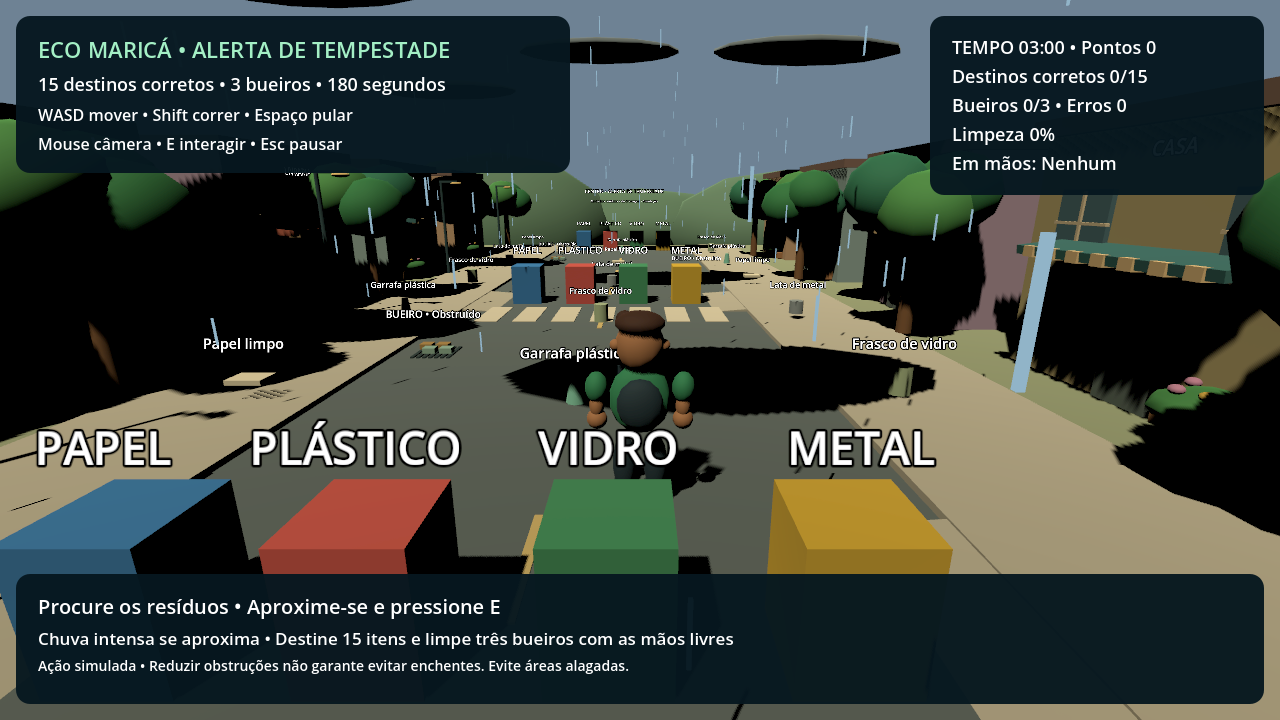 ECO MARICÁ • ALERTA DE TEMPESTADE
15 destinos corretos • 3 bueiros • 180 segundos
WASD mover • Shift correr • Espaço pular
Mouse câmera • E interagir • Esc pausar
TEMPO 03:00 • Pontos 0
Destinos corretos 0/15
Bueiros 0/3 • Erros 0
Limpeza 0%
Em mãos: Nenhum
CASA
PAPEL PLÁSTICO VIDRO METAL
Frasco de vidro
Garrafa plástica
Frasco de vidro
Lata de metal
BUEIRO • Obstruído
Papel limpo
Garrafa plástic
Frasco de vidro
PAPEL PLÁSTICO VIDRO METAL
Procure os resíduos • Aproxime-se e pressione E
Chuva intensa se aproxima • Destine 15 itens e limpe três bueiros com as mãos livres
Ação simulada • Reduzir obstruções não garante evitar enchentes. Evite áreas alagadas.